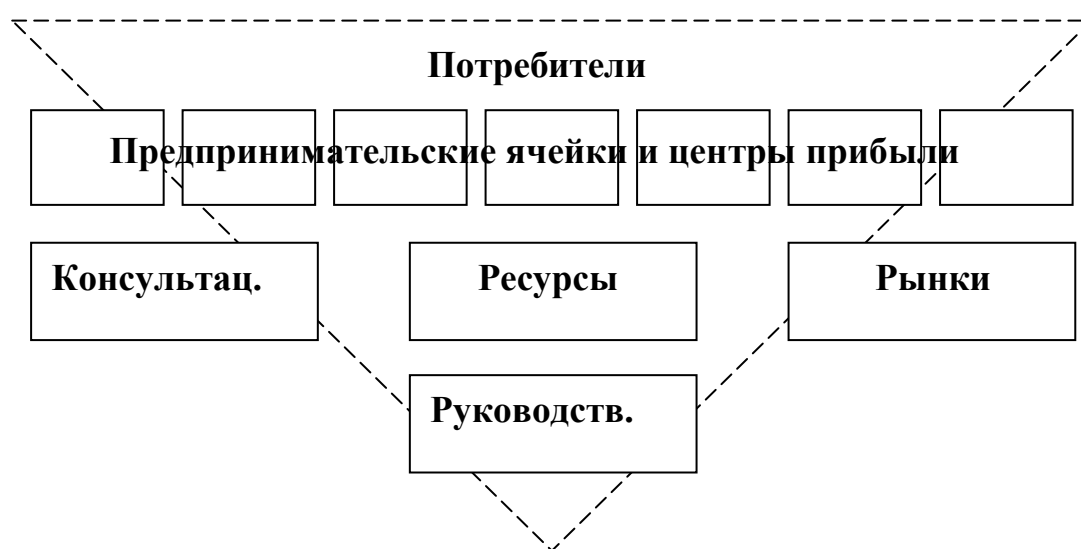 Потребители
Предпринимательские ячейки и центры прибыли
Консультац.
Ресурсы
Рынки
Руководств.